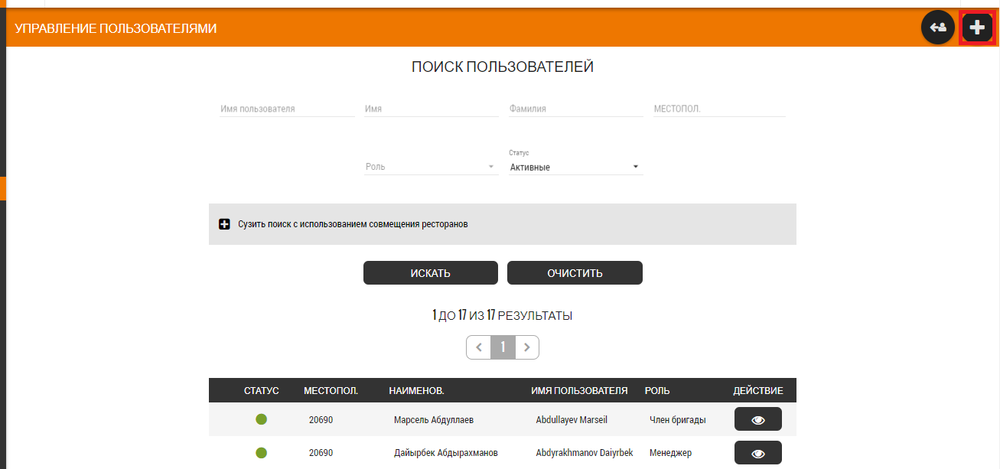 УПРАВЛЕНИЕ ПОЛЬЗОВАТЕЛЯМИ
ПОИСК ПОЛЬЗОВАТЕЛЕЙ
Имя пользователя Имя Фамилия МЕСТОПОЛ.
Статус
Роль Активные
Сузить поиск с использованием совмещения ресторанов
ИСКАТЬ ОЧИСТИТЬ
1 ДО 17 ИЗ 17 РЕЗУЛЬТАТЫ
1
СТАТУС МЕСТОПОЛ. НАИМЕНОВ. ИМЯ ПОЛЬЗОВАТЕЛЯ РОЛЬ ДЕЙСТВИЕ
20690 Марсель Абдуллаев Abdullayev Marseil Член бригады
20690 Дайырбек Абдырахманов Abdyrakhmanov Daiyrbek Менеджер